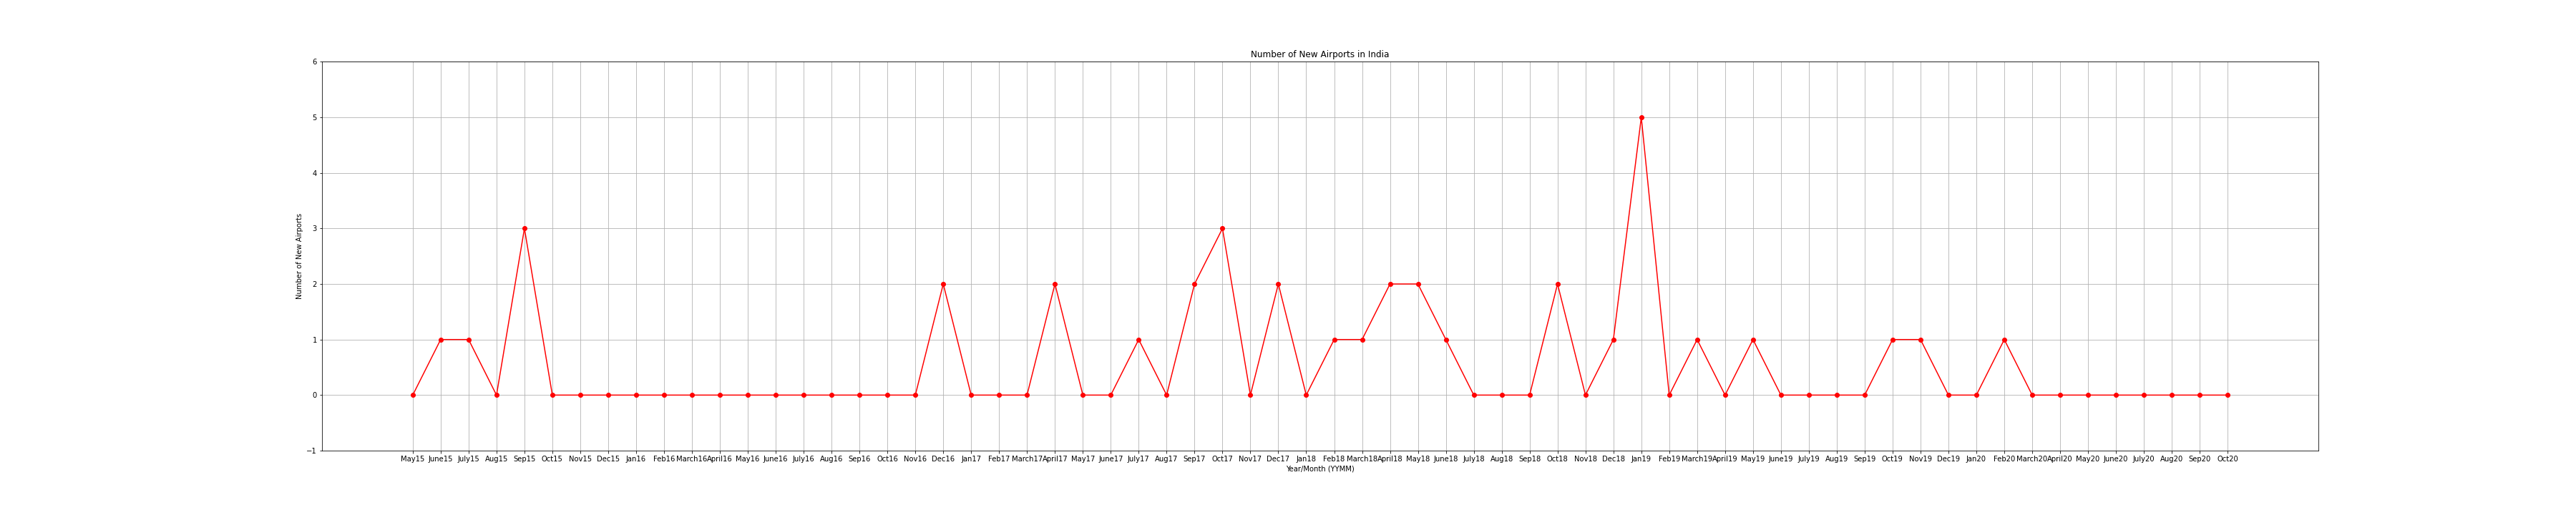 Number of New Airports in India
6
5
4
3
2
1
0
−1
Number of New Airports
May15 June15 July15 Aug15 Sep15 Oct15 Nov15 Dec15 Jan16 Feb16 March16 April16 May16 June16 July16 Aug16 Sep16 Oct16 Nov16 Dec16 Jan17 Feb17 March17 April17 May17 June17 July17 Aug17 Sep17 Oct17 Nov17 Dec17 Jan18 Feb18 March18 April18 May18 June18 July18 Aug18 Sep18 Oct18 Nov18 Dec18 Jan19 Feb19 March19 April19 May19 June19 July19 Aug19 Sep19 Oct19 Nov19 Dec19 Jan20 Feb20 March20 April20 May20 June20 July20 Aug20 Sep20 Oct20
Year/Month (YYMM)